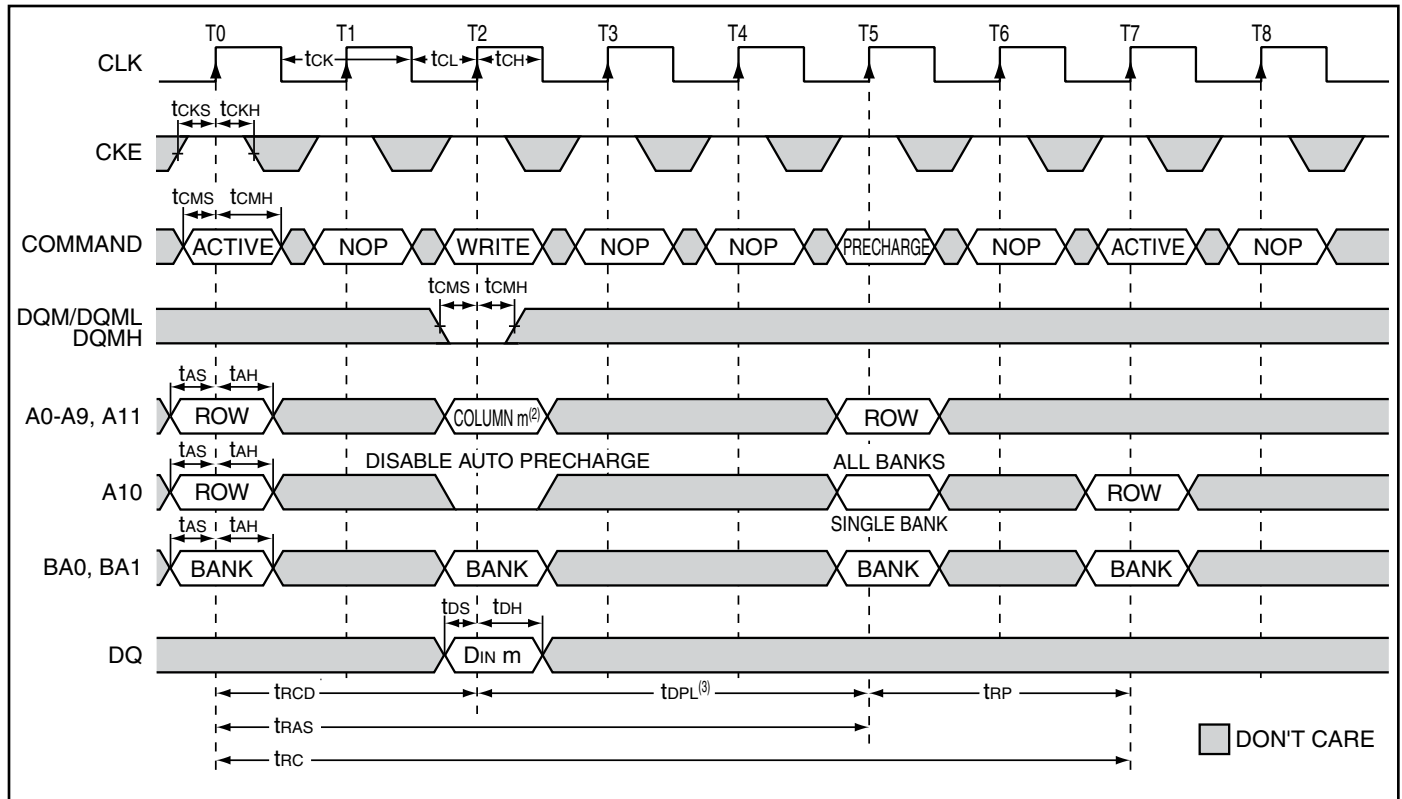 T0 T1 T2 T3 T4 T5 T6 T7 T8
CLK tCK tCL tCH
tCKS tCKH
CKE
tCMS tCMH
COMMAND ACTIVE NOP WRITE NOP NOP PRECHARGE NOP ACTIVE NOP
tCMS tCMH
DQM/DQML
DQMH
tAS tAH
A0-A9, A11 ROW COLUMN m(2) ROW
tAS tAH DISABLE AUTO PRECHARGE ALL BANKS
A10 ROW ROW
tAS tAH SINGLE BANK
BA0, BA1 BANK BANK BANK BANK
tDS tDH
DQ DIN m
tRCD tDPL(3) tRP
tRAS
tRC
DON'T CARE